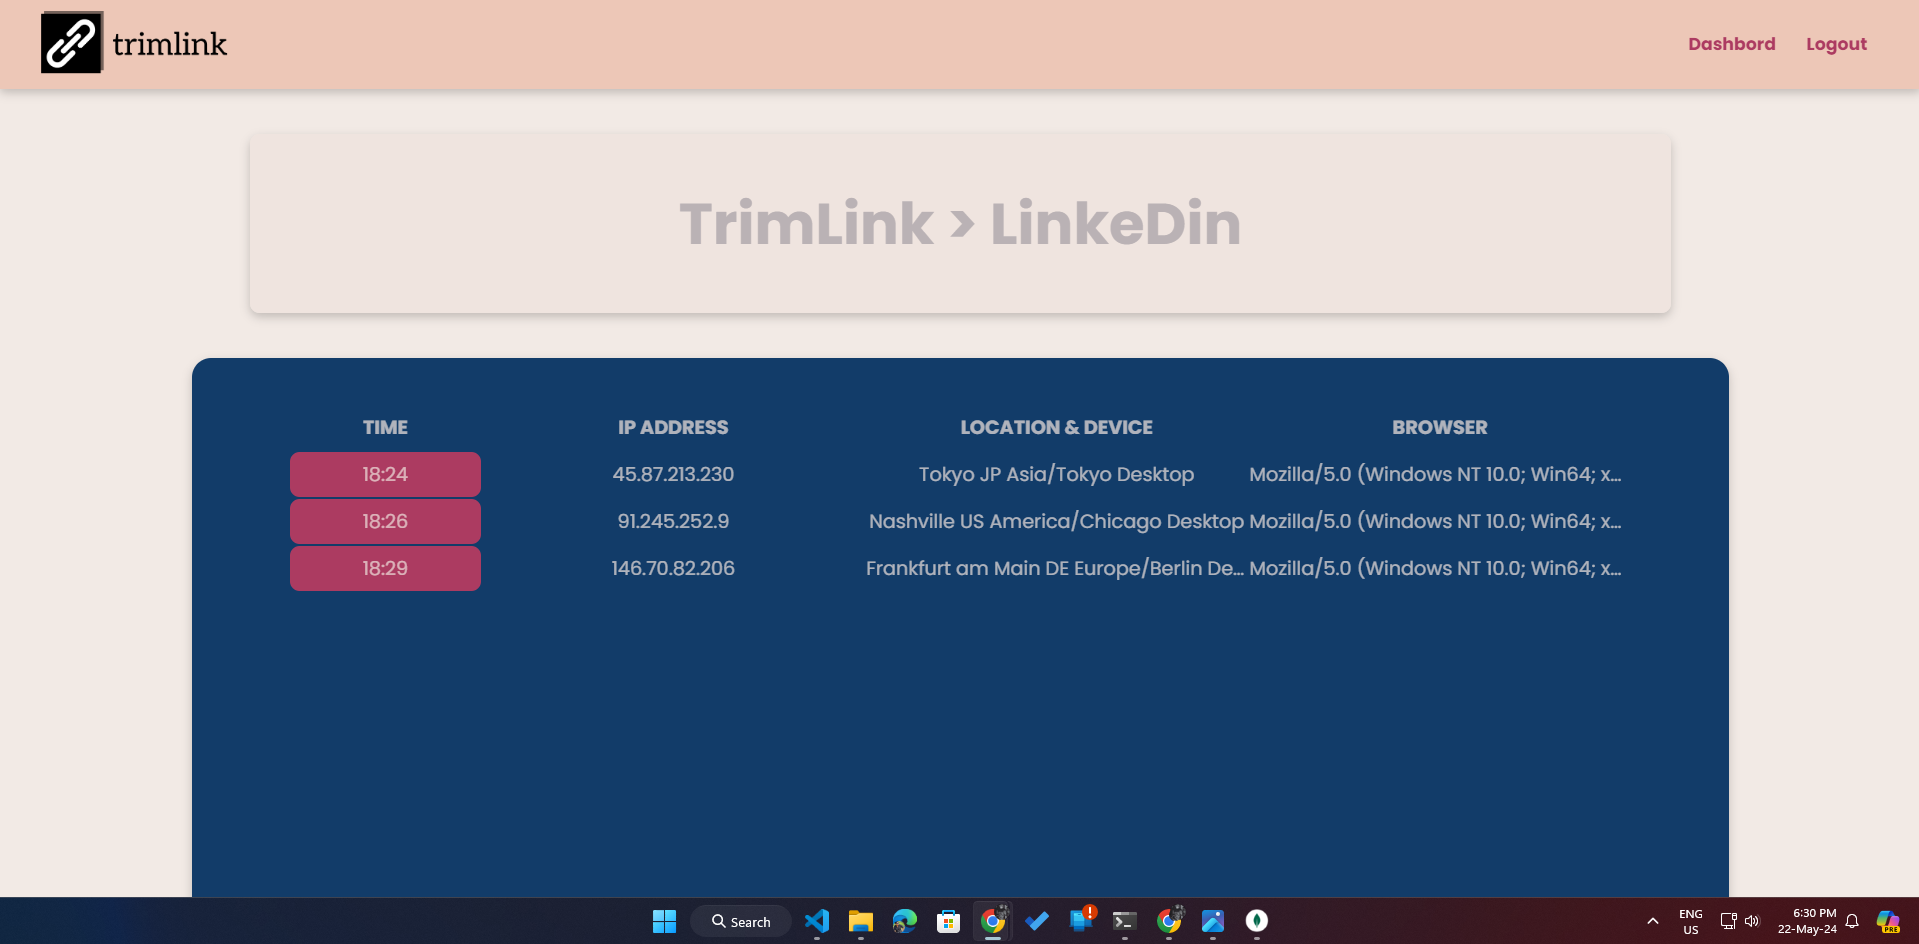 trimlink
Dashbord Logout
TrimLink > LinkeDin
TIME IP ADDRESS LOCATION & DEVICE BROWSER
18:24 45.87.213.230 Tokyo JP Asia/Tokyo Desktop Mozilla/5.0 (Windows NT 10.0; Win64; x...
18:26 91.245.252.9 Nashville US America/Chicago Desktop Mozilla/5.0 (Windows NT 10.0; Win64; x...
18:29 146.70.82.206 Frankfurt am Main DE Europe/Berlin De... Mozilla/5.0 (Windows NT 10.0; Win64; x...
Search
ENG
US
6:30 PM
22-May-24
PRE